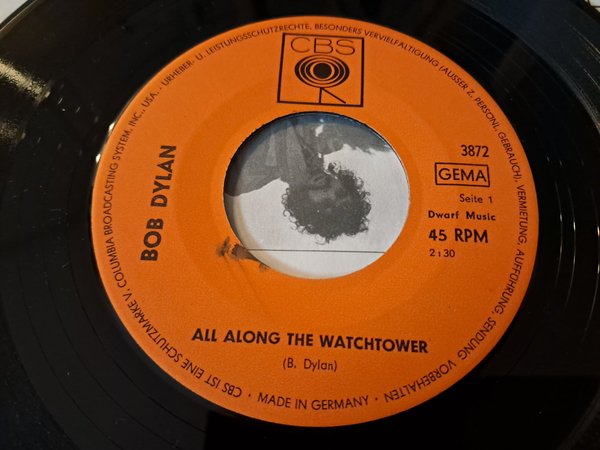 CBS
BOB DYLAN
3872
GEMA
Seite 1
Dwarf Music
45 RPM
2:30
ALL ALONG THE WATCHTOWER
(B. Dylan)
CBS IST EINE SCHUTZMARKE V. COLUMBIA BROADCASTING SYSTEM, INC., USA. · URHEBER- U. LEISTUNGSSCHUTZRECHTE, BESONDERS VERVIELFÄLTIGUNG (AUSSER Z. PERSÖNL. GEBRAUCH), VERMIETUNG, AUFFÜHRUNG, SENDUNG VORBEHALTEN · MADE IN GERMANY ·